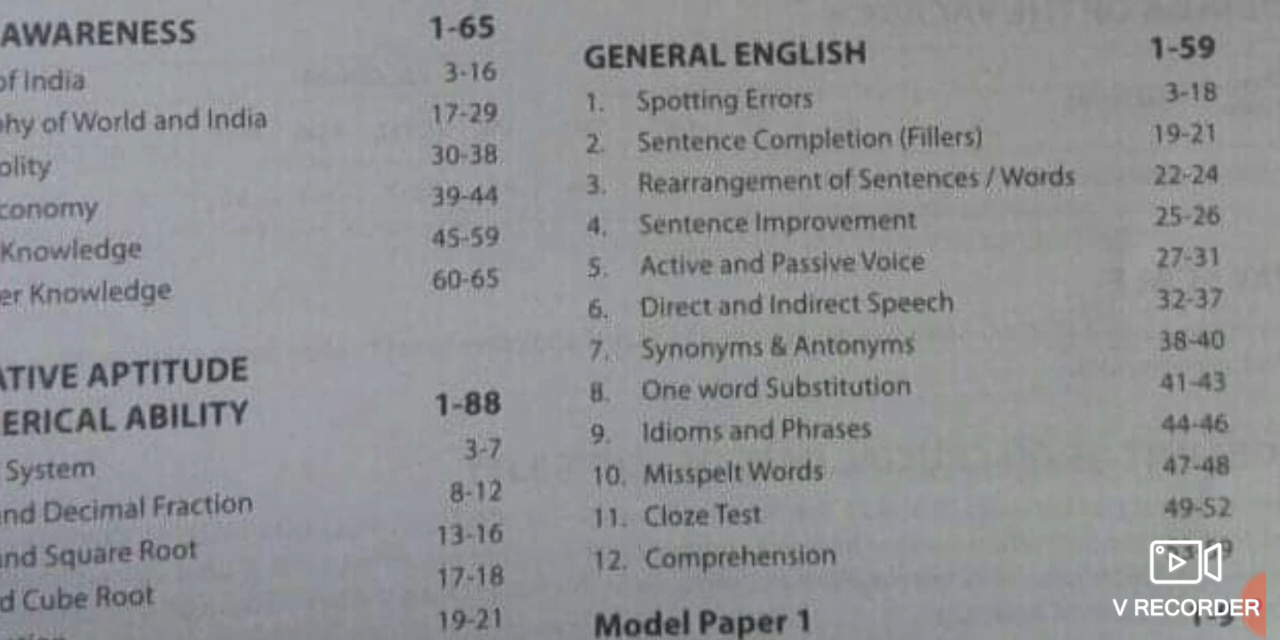 AWARENESS 1-65
of India 3-16
hy of World and India 17-29
olity 30-38
conomy 39-44
Knowledge 45-59
er Knowledge 60-65
ATIVE APTITUDE
ERICAL ABILITY 1-88
System 3-7
nd Decimal Fraction 8-12
and Square Root 13-16
d Cube Root 17-18
19-21
GENERAL ENGLISH 1-59
1. Spotting Errors 3-18
2. Sentence Completion (Fillers) 19-21
3. Rearrangement of Sentences / Words 22-24
4. Sentence Improvement 25-26
5. Active and Passive Voice 27-31
6. Direct and Indirect Speech 32-37
7. Synonyms & Antonyms 38-40
8. One word Substitution 41-43
9. Idioms and Phrases 44-46
10. Misspelt Words 47-48
11. Cloze Test 49-52
12. Comprehension
Model Paper 1
V RECORDER